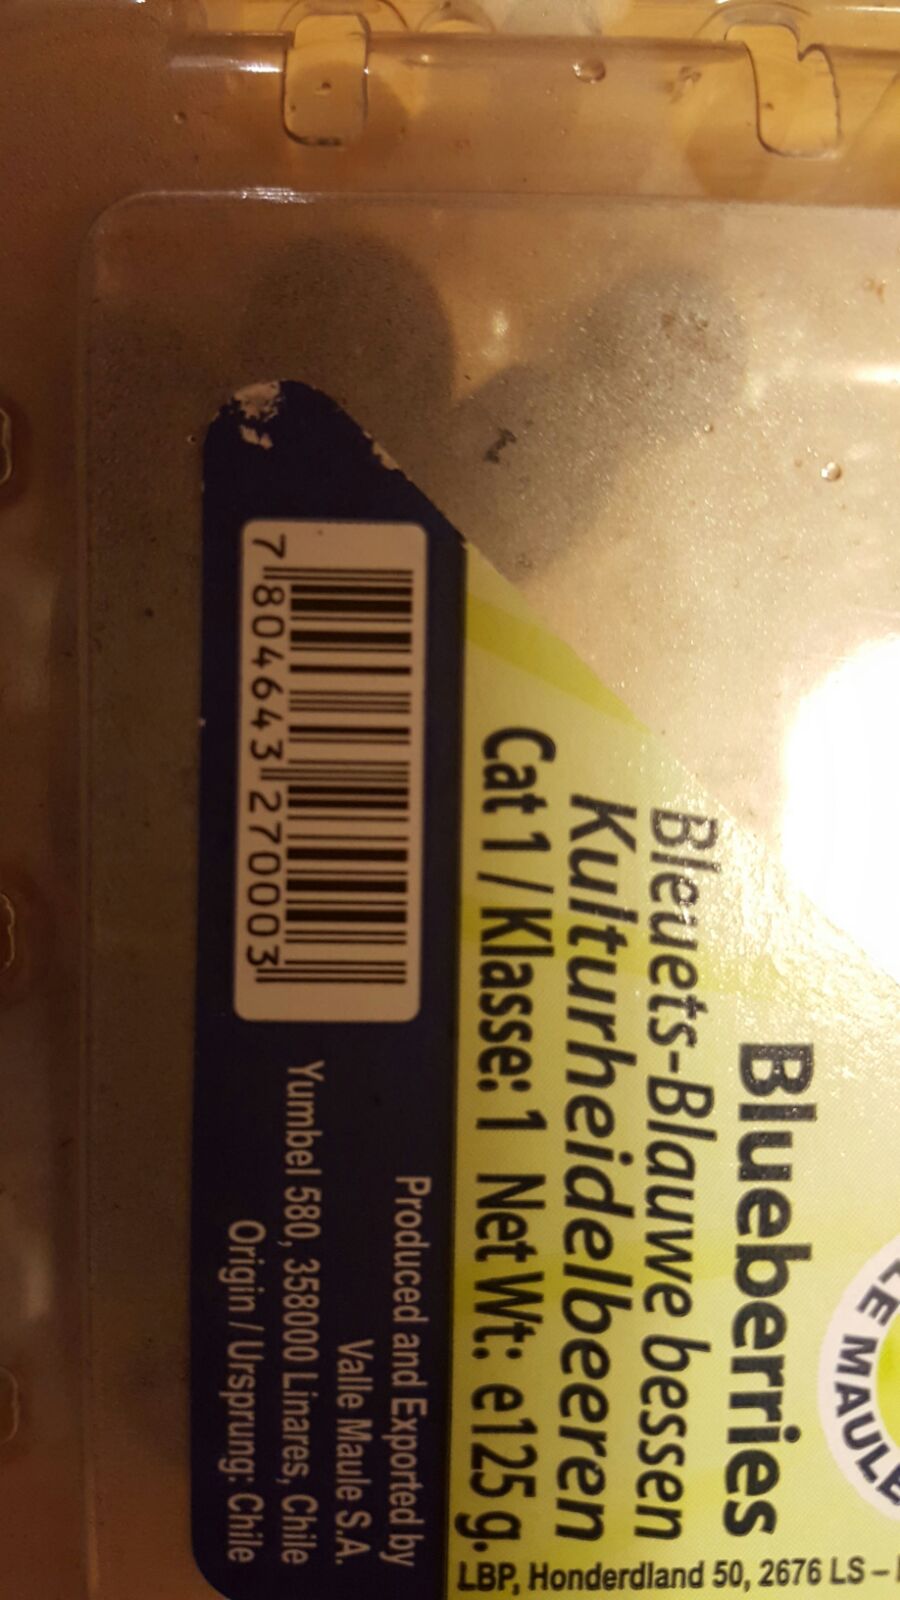 Blueberries
Bleuets-Blauwe bessen
Kulturheidelbeeren
Cat 1 / Klasse: 1 Net Wt: e125 g.
LBP, Honderdland 50, 2676 LS –
LE MAULE
Produced and Exported by
Valle Maule S.A.
Yumbel 580, 358000 Linares, Chile
Origin / Ursprung: Chile
7 804643 270003